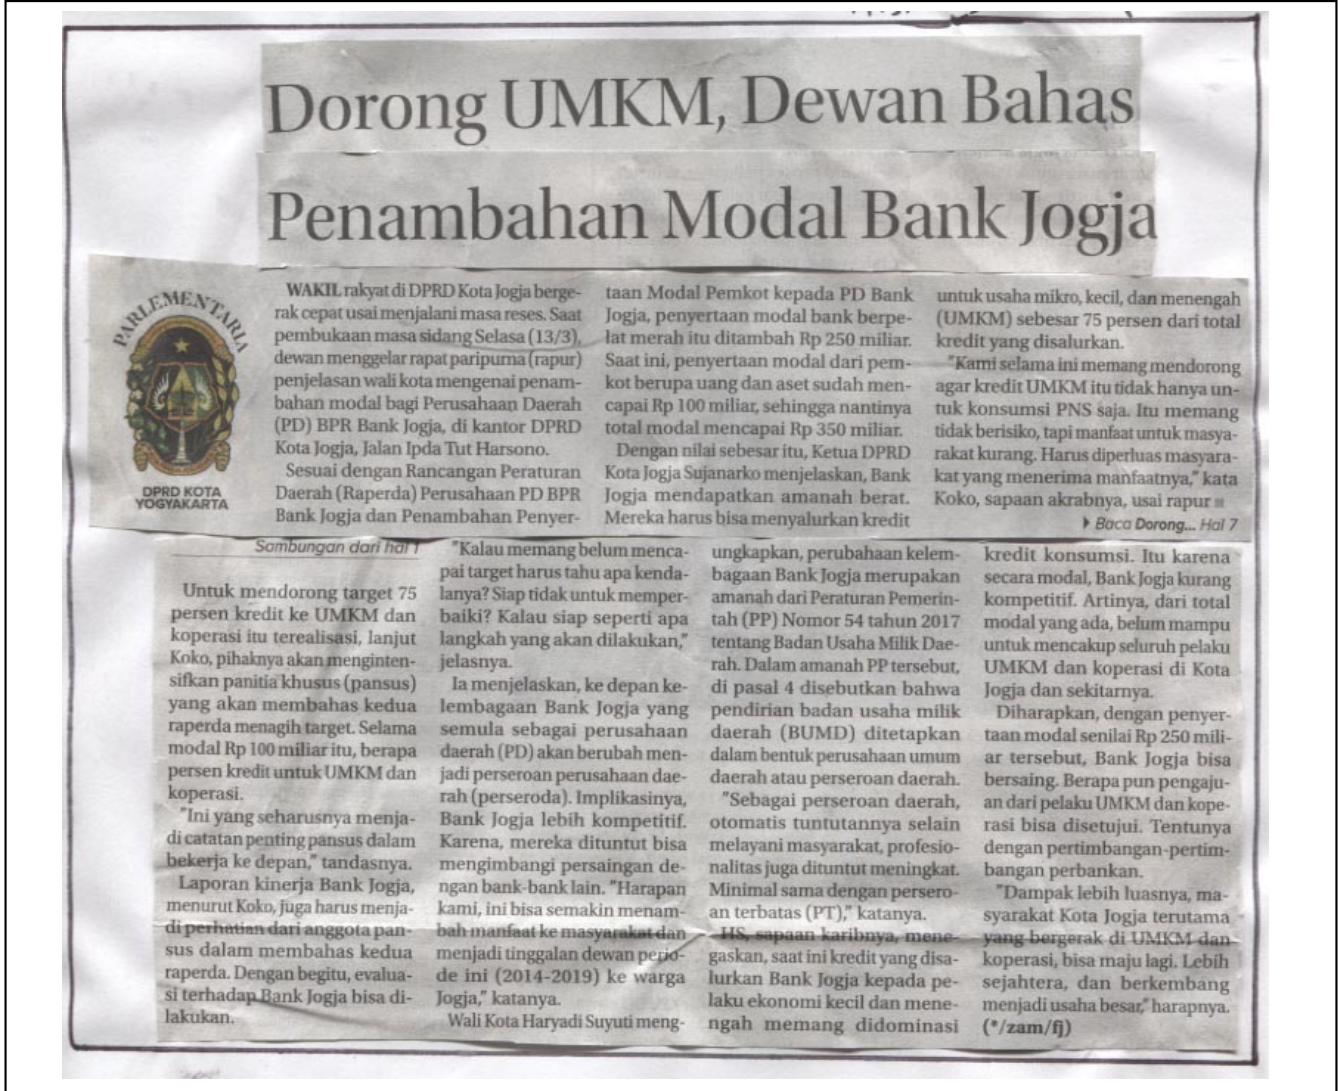 Dorong UMKM, Dewan Bahas
Penambahan Modal Bank Jogja
PARLEMENTARIA
DPRD KOTA
YOGYAKARTA
WAKIL rakyat di DPRD Kota Jogja berge-
rak cepat usai menjalani masa reses. Saat
pembukaan masa sidang Selasa (13/3),
dewan menggelar rapat paripurna (rapur)
penjelasan wali kota mengenai penam-
bahan modal bagi Perusahaan Daerah
(PD) BPR Bank Jogja, di kantor DPRD
Kota Jogja, Jalan Ipda Tut Harsono.
Sesuai dengan Rancangan Peraturan
Daerah (Raperda) Perusahaan PD BPR
Bank Jogja dan Penambahan Penyer-
taan Modal Pemkot kepada PD Bank
Jogja, penyertaan modal bank berpe-
lat merah itu ditambah Rp 250 miliar.
Saat ini, penyertaan modal dari pem-
kot berupa uang dan aset sudah men-
capai Rp 100 miliar, sehingga nantinya
total modal mencapai Rp 350 miliar.
Dengan nilai sebesar itu, Ketua DPRD
Kota Jogja Sujanarko menjelaskan, Bank
Jogja mendapatkan amanah berat.
Mereka harus bisa menyalurkan kredit
untuk usaha mikro, kecil, dan menengah
(UMKM) sebesar 75 persen dari total
kredit yang disalurkan.
"Kami selama ini memang mendorong
agar kredit UMKM itu tidak hanya un-
tuk konsumsi PNS saja. Itu memang
tidak berisiko, tapi manfaat untuk masya-
rakat kurang. Harus diperluas masyara-
kat yang menerima manfaatnya," kata
Koko, sapaan akrabnya, usai rapur
Baca Dorong... Hal 7
Sambungan dari hal 1
Untuk mendorong target 75
persen kredit ke UMKM dan
koperasi itu terealisasi, lanjut
Koko, pihaknya akan menginten-
sifkan panitia khusus (pansus)
yang akan membahas kedua
raperda menagih target. Selama
modal Rp 100 miliar itu, berapa
persen kredit untuk UMKM dan
koperasi.
"Ini yang seharusnya menja-
di catatan penting pansus dalam
bekerja ke depan," tandasnya.
Laporan kinerja Bank Jogja,
menurut Koko, juga harus menja-
di perhatian dari anggota pan-
sus dalam membahas kedua
raperda. Dengan begitu, evalua-
si terhadap Bank Jogja bisa di-
lakukan.
"Kalau memang belum menca-
pai target harus tahu apa kenda-
lanya? Siap tidak untuk memper-
baiki? Kalau siap seperti apa
langkah yang akan dilakukan,"
jelasnya.
Ia menjelaskan, ke depan ke-
lembagaan Bank Jogja yang
semula sebagai perusahaan
daerah (PD) akan berubah men-
jadi perseroan perusahaan dae-
rah (perseroda). Implikasinya,
Bank Jogja lebih kompetitif.
Karena, mereka dituntut bisa
mengimbangi persaingan de-
ngan bank-bank lain. "Harapan
kami, ini bisa semakin menam-
bah manfaat ke masyarakat dan
menjadi tinggalan dewan perio-
de ini (2014-2019) ke warga
Jogja," katanya.
Wali Kota Haryadi Suyuti meng-
ungkapkan, perubahaan kelem-
bagaan Bank Jogja merupakan
amanah dari Peraturan Pemerin-
tah (PP) Nomor 54 tahun 2017
tentang Badan Usaha Milik Dae-
rah. Dalam amanah PP tersebut,
di pasal 4 disebutkan bahwa
pendirian badan usaha milik
daerah (BUMD) ditetapkan
dalam bentuk perusahaan umum
daerah atau perseroan daerah.
"Sebagai perseroan daerah,
otomatis tuntutannya selain
melayani masyarakat, profesio-
nalitas juga dituntut meningkat.
Minimal sama dengan persero-
an terbatas (PT)," katanya.
HS, sapaan karibnya, mene-
gaskan, saat ini kredit yang disa-
lurkan Bank Jogja kepada pe-
laku ekonomi kecil dan mene-
ngah memang didominasi
kredit konsumsi. Itu karena
secara modal, Bank Jogja kurang
kompetitif. Artinya, dari total
modal yang ada, belum mampu
untuk mencakup seluruh pelaku
UMKM dan koperasi di Kota
Jogja dan sekitarnya.
Diharapkan, dengan penyer-
taan modal senilai Rp 250 mili-
ar tersebut, Bank Jogja bisa
bersaing. Berapa pun pengaju-
an dari pelaku UMKM dan kope-
rasi bisa disetujui. Tentunya
dengan pertimbangan-pertim-
bangan perbankan.
"Dampak lebih luasnya, ma-
syarakat Kota Jogja terutama
yang bergerak di UMKM dan
koperasi, bisa maju lagi. Lebih
sejahtera, dan berkembang
menjadi usaha besar," harapnya.
(*/zam/fj)